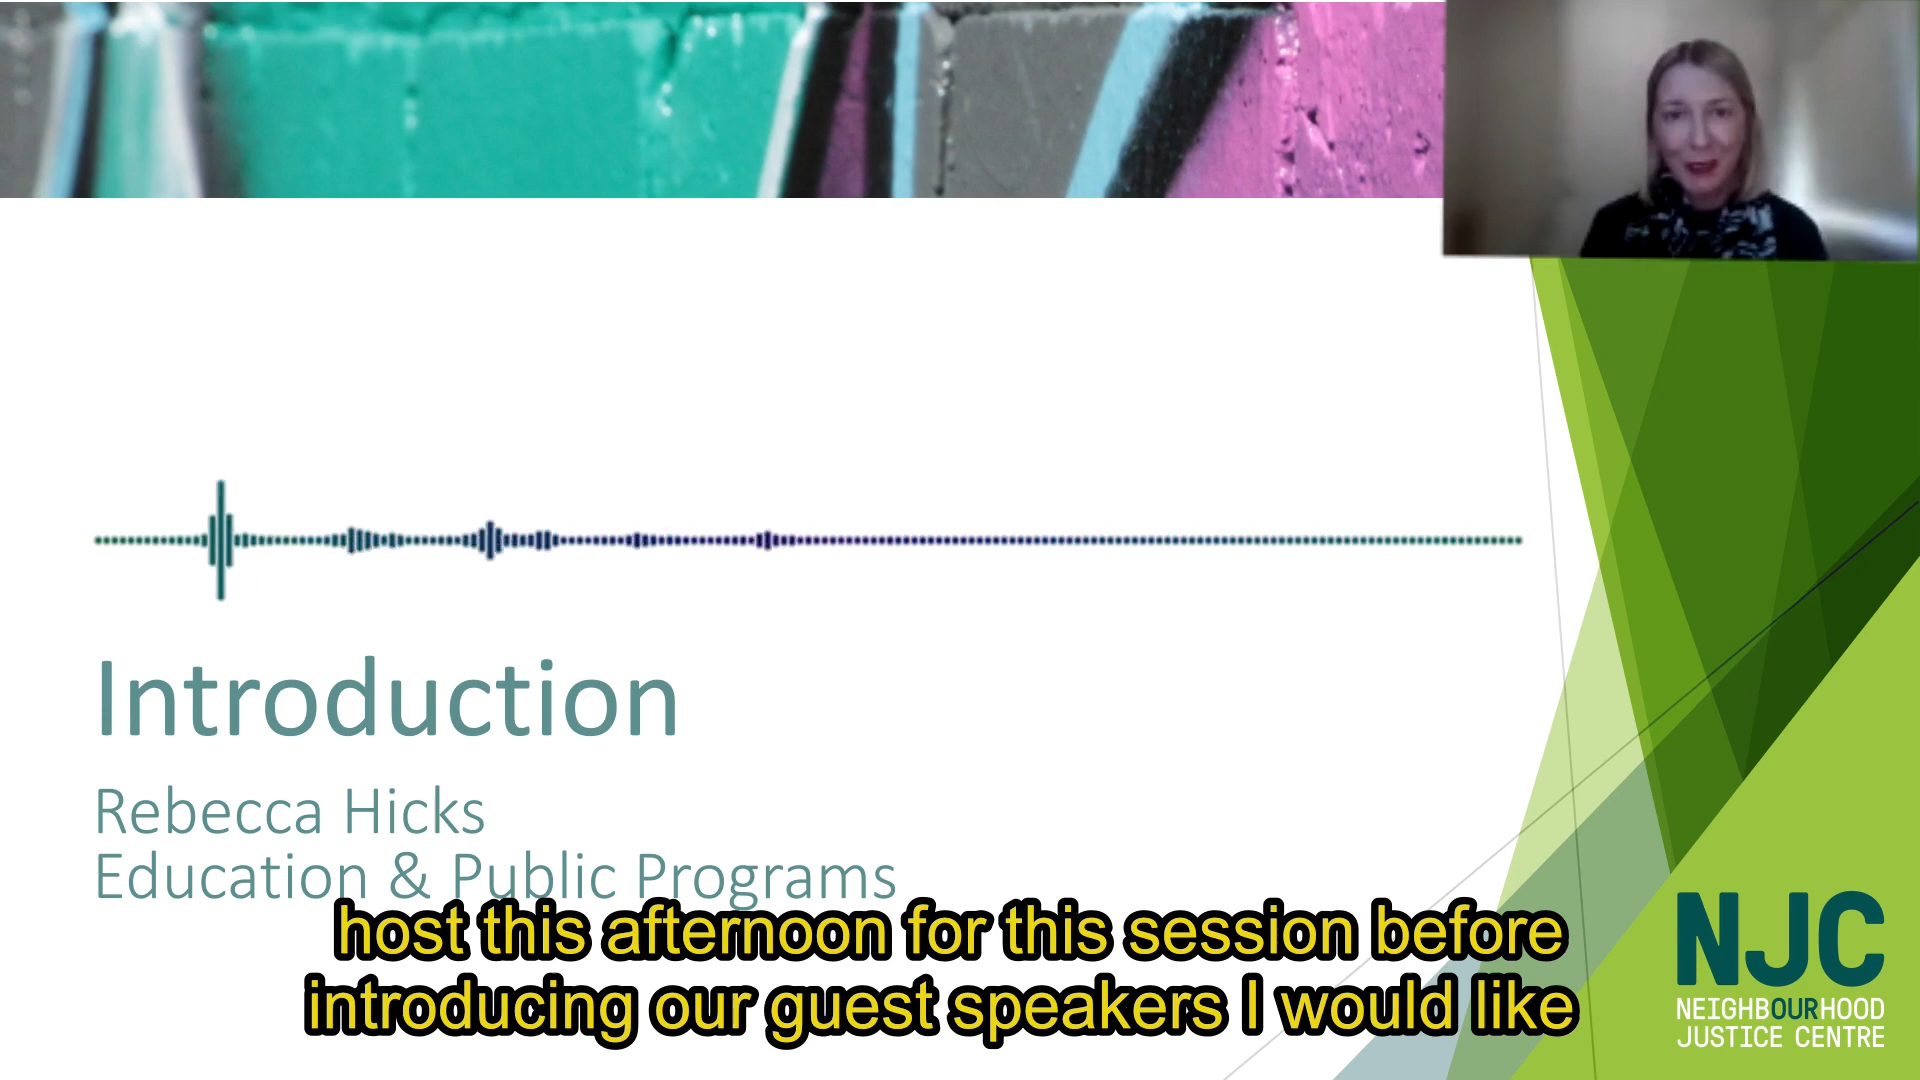 Introduction
Rebecca Hicks
Education & Public Programs
host this afternoon for this session before
introducing our guest speakers I would like
NJC
NEIGHBOURHOOD
JUSTICE CENTRE